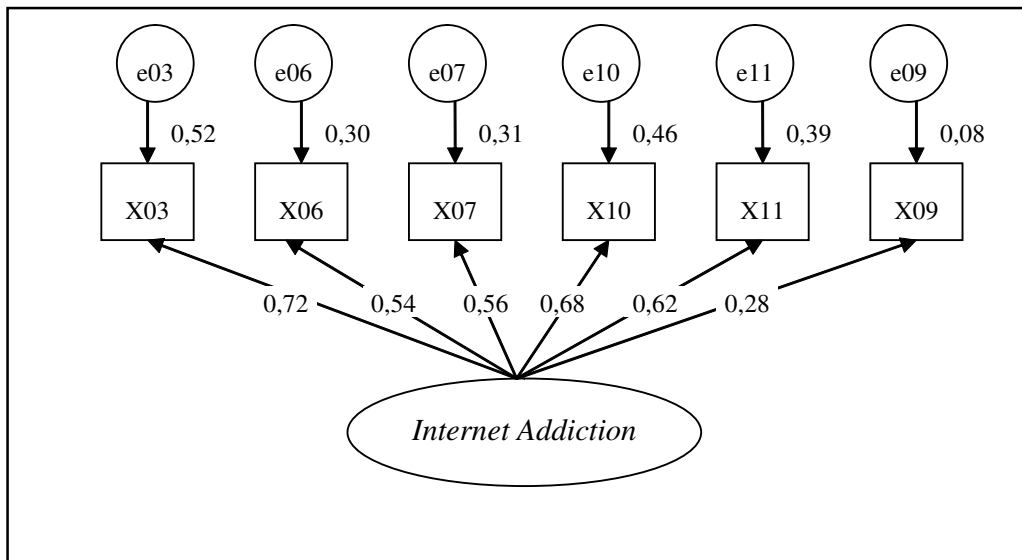 e03 e06 e07 e10 e11 e09
0,52 0,30 0,31 0,46 0,39 0,08
X03 X06 X07 X10 X11 X09
0,72 0,54 0,56 0,68 0,62 0,28
Internet Addiction